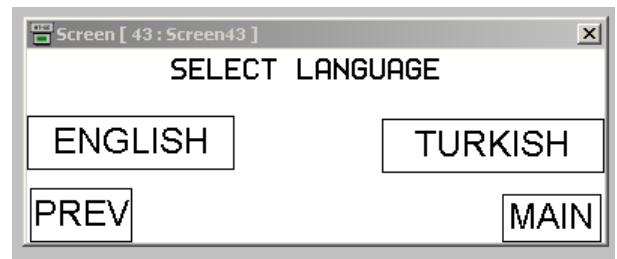 Screen [ 43 : Screen43 ]
SELECT LANGUAGE
ENGLISH TURKISH
PREV MAIN